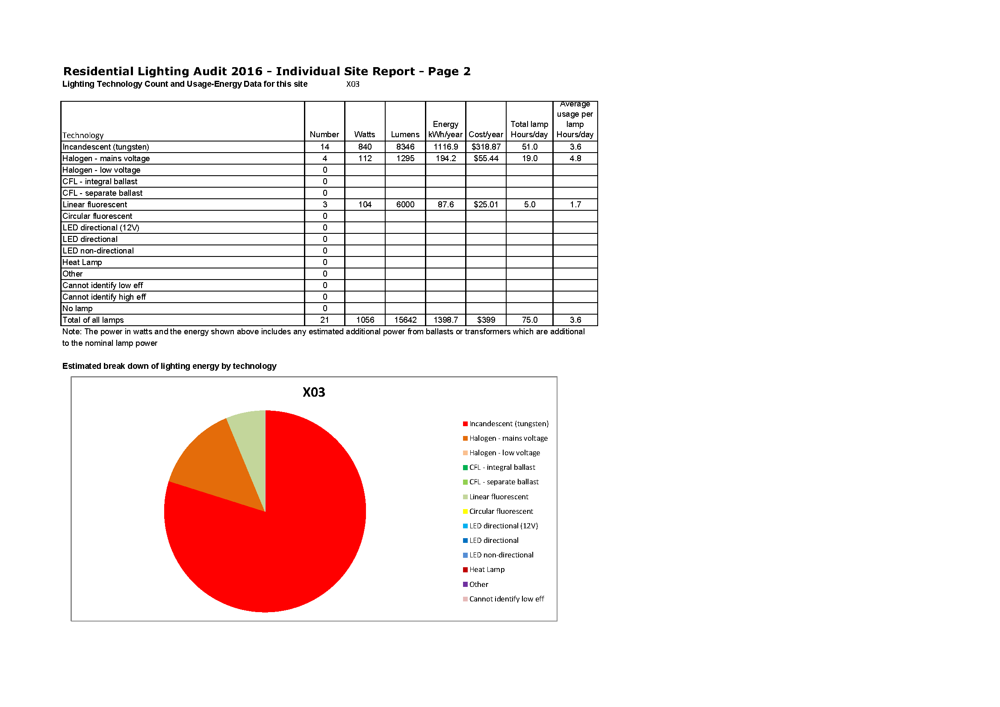 Residential Lighting Audit 2016 - Individual Site Report - Page 2
Lighting Technology Count and Usage-Energy Data for this site X03
Technology Number Watts Lumens Energy kWh/year Cost/year Total lamp Hours/day Average usage per lamp Hours/day
Incandescent (tungsten) 14 840 8346 1116.9 $318.87 51.0 3.6
Halogen - mains voltage 4 112 1295 194.2 $55.44 19.0 4.8
Halogen - low voltage 0
CFL - integral ballast 0
CFL - separate ballast 0
Linear fluorescent 3 104 6000 87.6 $25.01 5.0 1.7
Circular fluorescent 0
LED directional (12V) 0
LED directional 0
LED non-directional 0
Heat Lamp 0
Other 0
Cannot identify low eff 0
Cannot identify high eff 0
No lamp 0
Total of all lamps 21 1056 15642 1398.7 $399 75.0 3.6
Note: The power in watts and the energy shown above includes any estimated additional power from ballasts or transformers which are additional
to the nominal lamp power
Estimated break down of lighting energy by technology
X03
Incandescent (tungsten)
Halogen - mains voltage
Halogen - low voltage
CFL - integral ballast
CFL - separate ballast
Linear fluorescent
Circular fluorescent
LED directional (12V)
LED directional
LED non-directional
Heat Lamp
Other
Cannot identify low eff